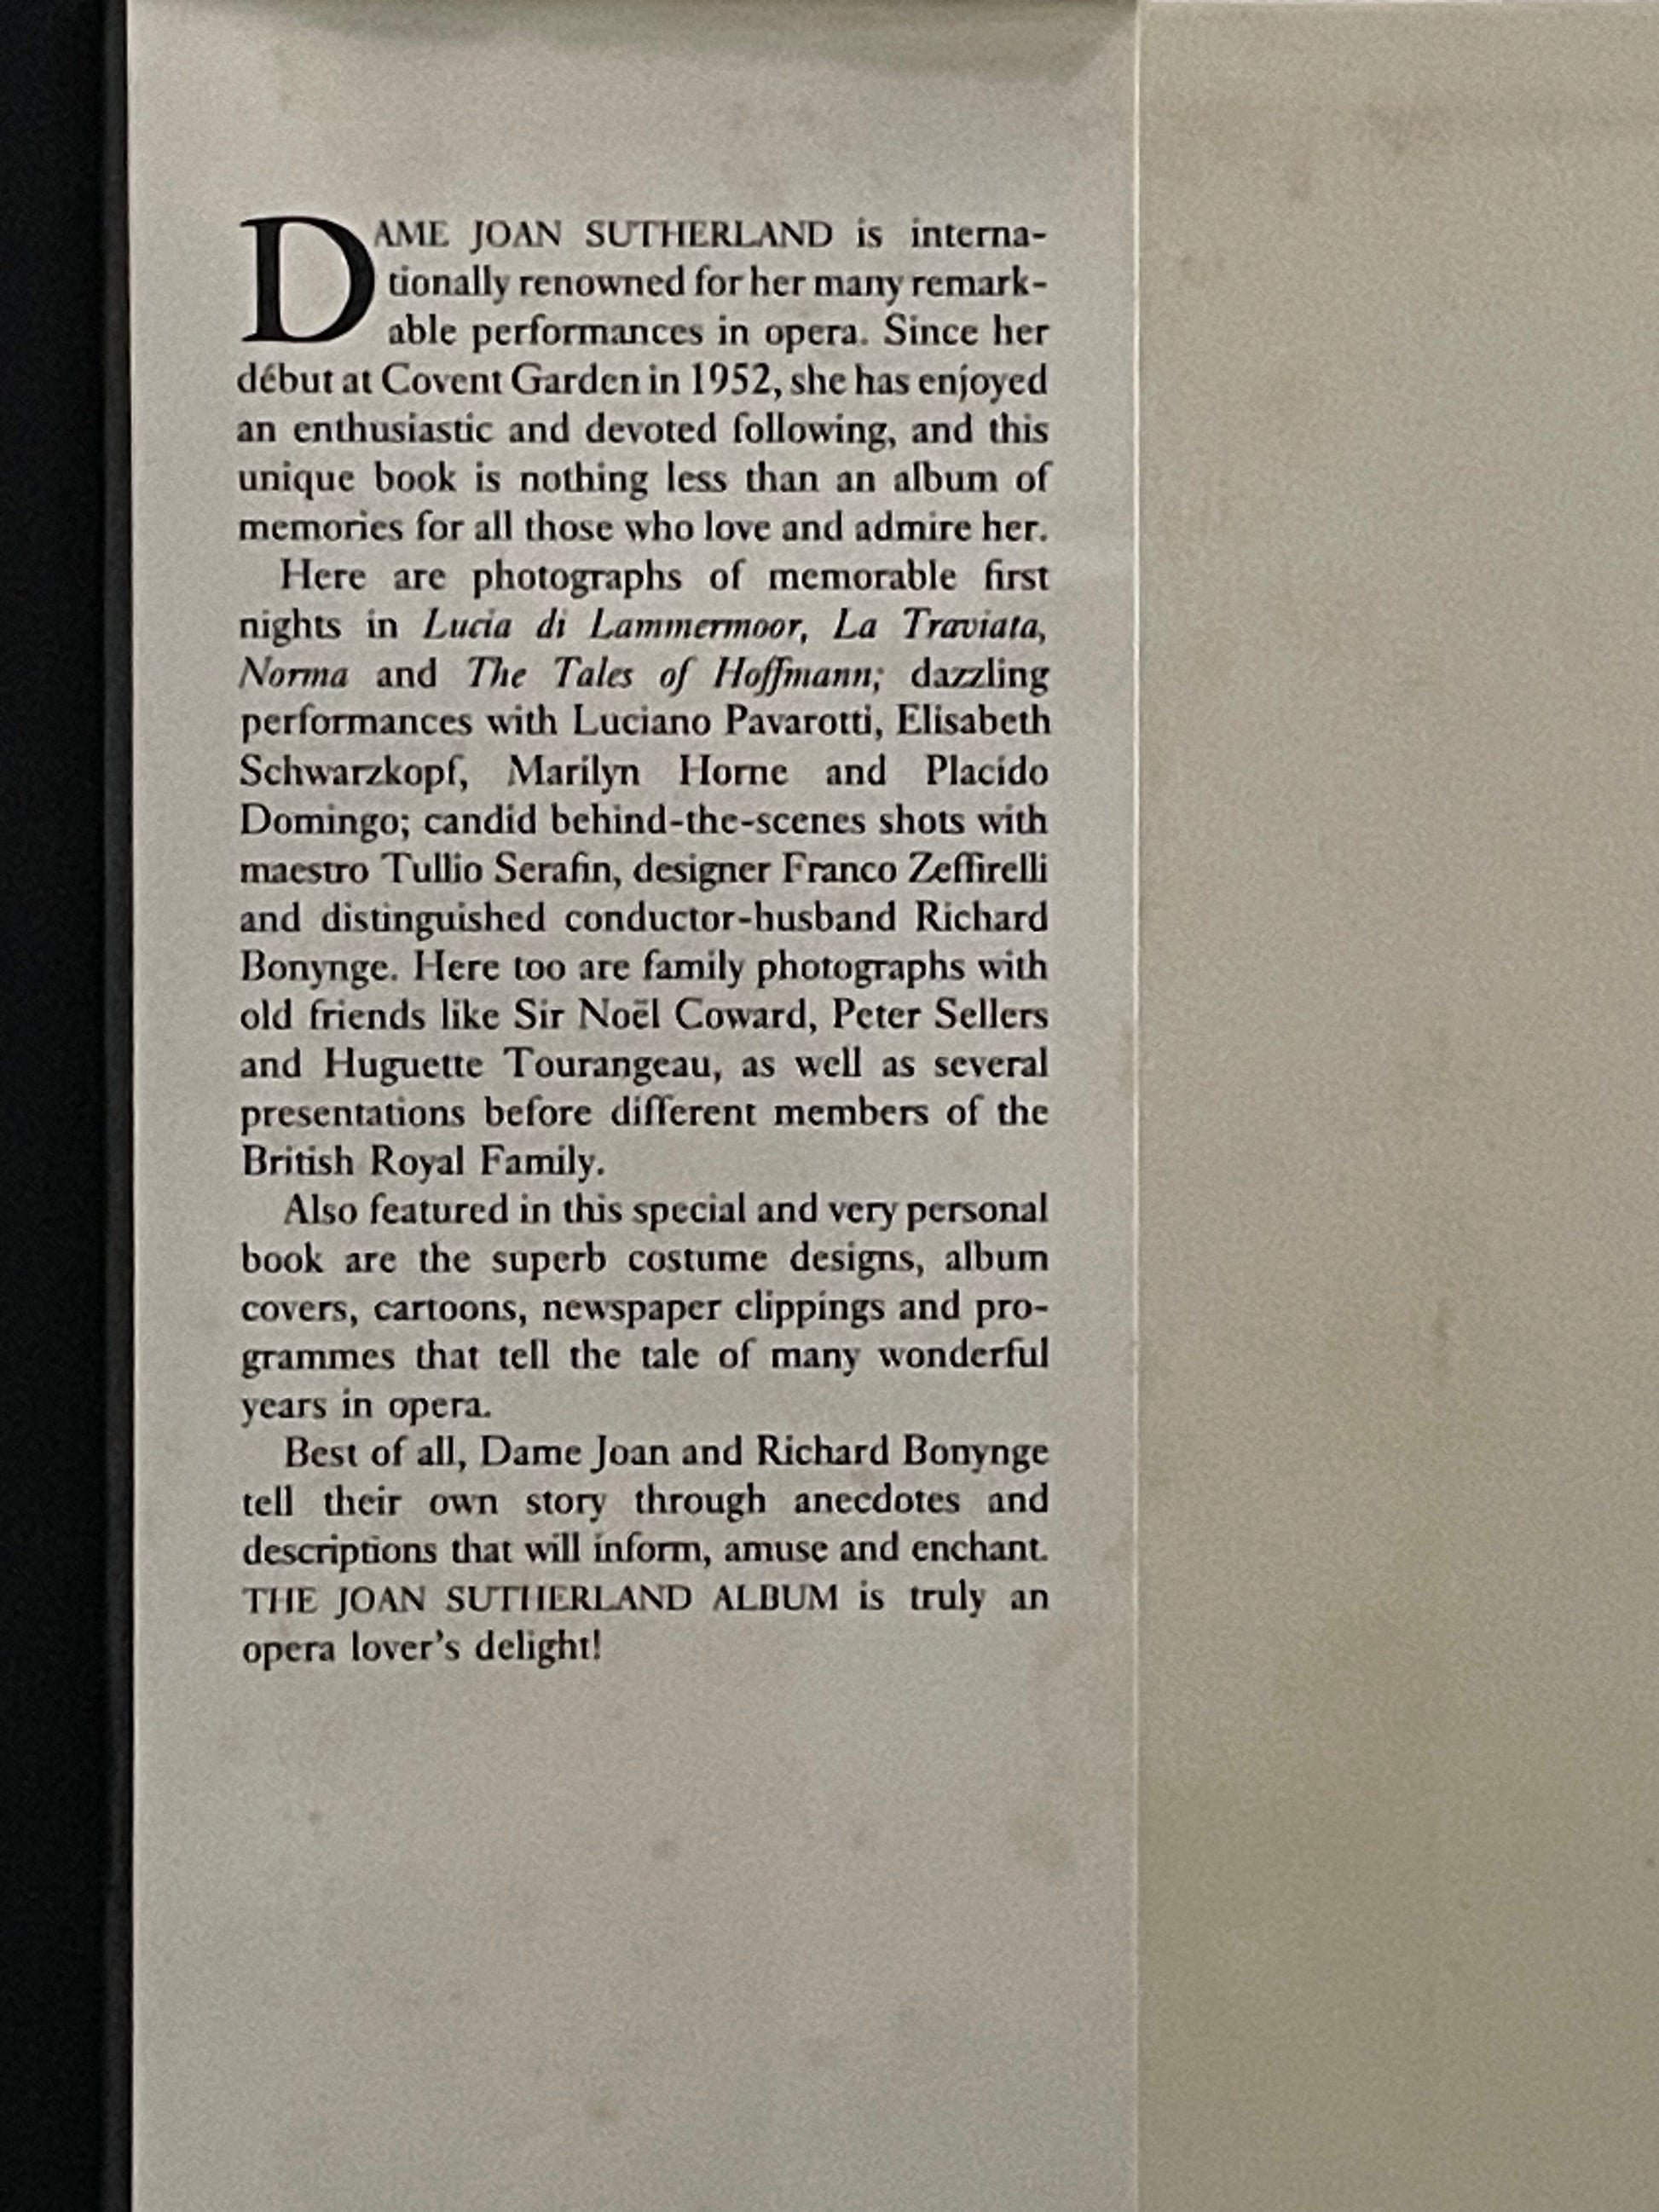 DAME JOAN SUTHERLAND is interna-
tionally renowned for her many remark-
able performances in opera. Since her
début at Covent Garden in 1952, she has enjoyed
an enthusiastic and devoted following, and this
unique book is nothing less than an album of
memories for all those who love and admire her.
Here are photographs of memorable first
nights in Lucia di Lammermoor, La Traviata,
Norma and The Tales of Hoffmann; dazzling
performances with Luciano Pavarotti, Elisabeth
Schwarzkopf, Marilyn Horne and Placido
Domingo; candid behind-the-scenes shots with
maestro Tullio Serafin, designer Franco Zeffirelli
and distinguished conductor-husband Richard
Bonynge. Here too are family photographs with
old friends like Sir Noël Coward, Peter Sellers
and Huguette Tourangeau, as well as several
presentations before different members of the
British Royal Family.
Also featured in this special and very personal
book are the superb costume designs, album
covers, cartoons, newspaper clippings and pro-
grammes that tell the tale of many wonderful
years in opera.
Best of all, Dame Joan and Richard Bonynge
tell their own story through anecdotes and
descriptions that will inform, amuse and enchant.
THE JOAN SUTHERLAND ALBUM is truly an
opera lover's delight!